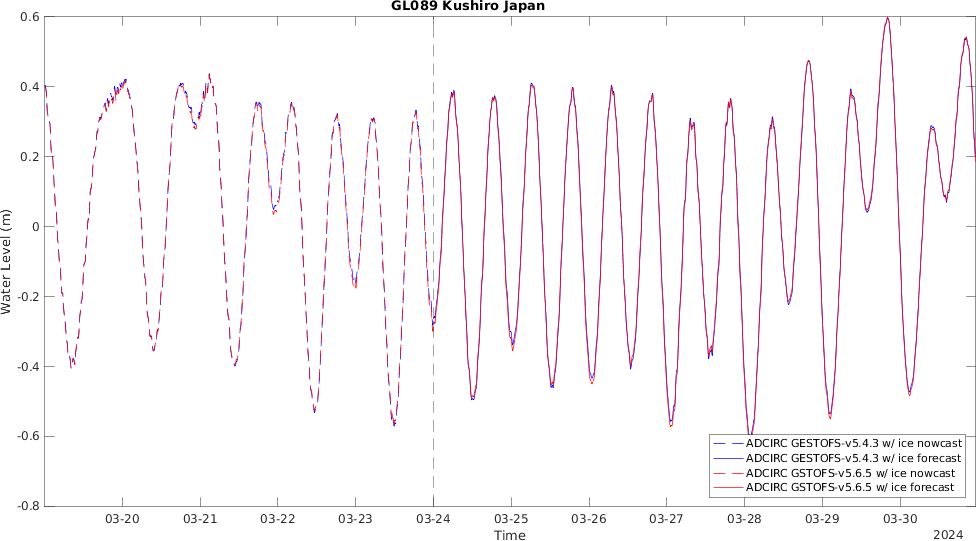 GL089 Kushiro Japan
0.6
0.4
0.2
0
-0.2
-0.4
-0.6
-0.8
Water Level (m)
ADCIRC GESTOFS-v5.4.3 w/ ice nowcast
ADCIRC GESTOFS-v5.4.3 w/ ice forecast
ADCIRC GSTOFS-v5.6.5 w/ ice nowcast
ADCIRC GSTOFS-v5.6.5 w/ ice forecast
03-20 03-21 03-22 03-23 03-24 03-25 03-26 03-27 03-28 03-29 03-30
Time
2024